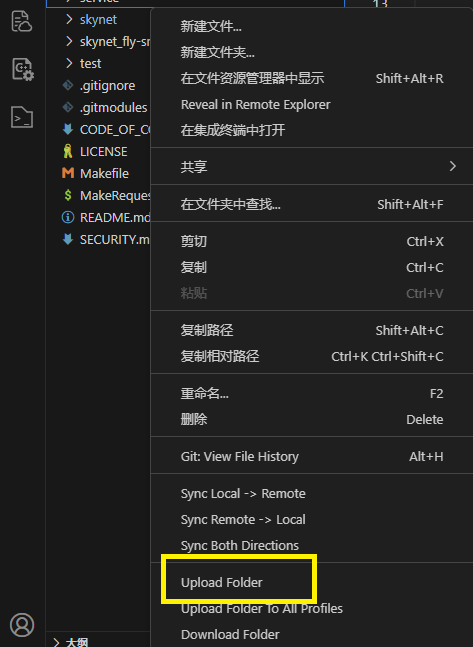 service
13
skynet
skynet_fly-sn
test
.gitignore
.gitmodules
CODE_OF_CO
LICENSE
Makefile
MakeReques
README.md
SECURITY.m
大纲
新建文件...
新建文件夹...
在文件资源管理器中显示 Shift+Alt+R
Reveal in Remote Explorer
在集成终端中打开
共享
在文件夹中查找... Shift+Alt+F
剪切 Ctrl+X
复制 Ctrl+C
粘贴 Ctrl+V
复制路径 Shift+Alt+C
复制相对路径 Ctrl+K Ctrl+Shift+C
重命名... F2
删除 Delete
Git: View File History Alt+H
Sync Local -> Remote
Sync Remote -> Local
Sync Both Directions
Upload Folder
Upload Folder To All Profiles
Download Folder